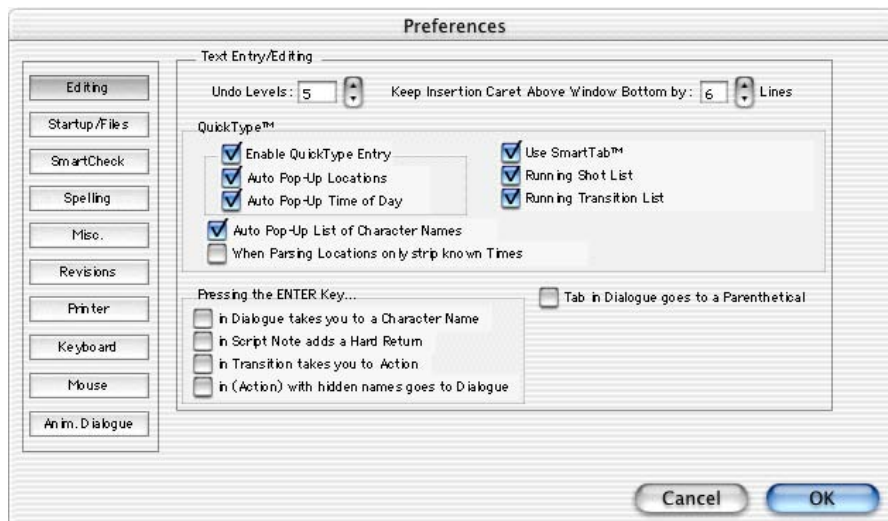 Preferences
Editing
Startup/Files
SmartCheck
Spelling
Misc.
Revisions
Printer
Keyboard
Mouse
Anim. Dialogue
Text Entry/Editing
Undo Levels: 5 Keep Insertion Caret Above Window Bottom by: 6 Lines
QuickType™
Enable QuickType Entry
Auto Pop-Up Locations
Auto Pop-Up Time of Day
Use SmartTab™
Running Shot List
Running Transition List
Auto Pop-Up List of Character Names
When Parsing Locations only strip known Times
Pressing the ENTER Key...
in Dialogue takes you to a Character Name
in Script Note adds a Hard Return
in Transition takes you to Action
in (Action) with hidden names goes to Dialogue
Tab in Dialogue goes to a Parenthetical
Cancel OK